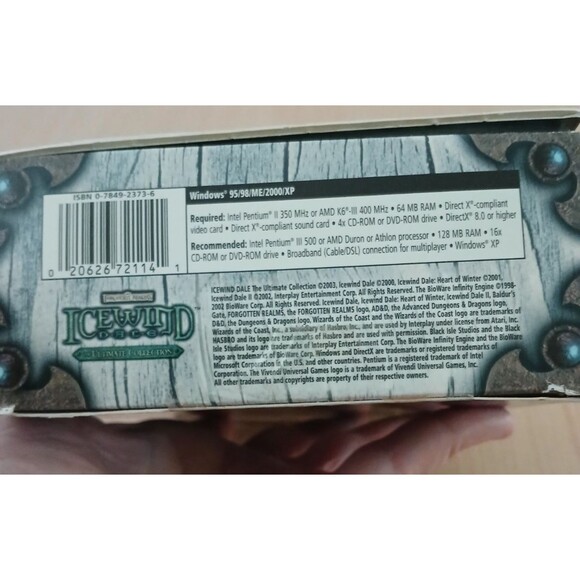 ISBN 0-7849-2373-6
0 20626 72114 1
FORGOTTEN REALMS
ICEWIND
DALE
ULTIMATE COLLECTION
Windows® 95/98/ME/2000/XP
Required: Intel Pentium® II 350 MHz or AMD K6®-III 400 MHz • 64 MB RAM • Direct X®-compliant
video card • Direct X®-compliant sound card • 4x CD-ROM or DVD-ROM drive • DirectX® 8.0 or higher
Recommended: Intel Pentium® III 500 or AMD Duron or Athlon processor • 128 MB RAM • 16x
CD-ROM or DVD-ROM drive • Broadband (Cable/DSL) connection for multiplayer • Windows® XP
ICEWIND DALE The Ultimate Collection ©2003, Icewind Dale ©2000, Icewind Dale: Heart of Winter ©2001,
Icewind Dale II ©2002, Interplay Entertainment Corp. All Rights Reserved. The BioWare Infinity Engine ©1998-
2002 BioWare Corp. All Rights Reserved. Icewind Dale, Icewind Dale: Heart of Winter, Icewind Dale II, Baldur's
Gate, FORGOTTEN REALMS, the FORGOTTEN REALMS logo, AD&D, the Advanced Dungeons & Dragons logo,
D&D, the Dungeons & Dragons logo, Wizards of the Coast and the Wizards of the Coast logo are trademarks of
Wizards of the Coast, Inc., a subsidiary of Hasbro, Inc., and are used by Interplay under license from Atari, Inc.
HASBRO and its logo are trademarks of Hasbro and are used with permission. Black Isle Studios and the Black
Isle Studios logo are trademarks of Interplay Entertainment Corp. The BioWare Infinity Engine and the BioWare
logo are trademarks of BioWare Corp. Windows and DirectX are trademarks or registered trademarks of
Microsoft Corporation in the US and/or other countries. Pentium is a registered trademark of Intel
Corporation. The Vivendi Universal Games logo is a trademark of Vivendi Universal Games, Inc.
All other trademarks and copyrights are property of their respective owners.